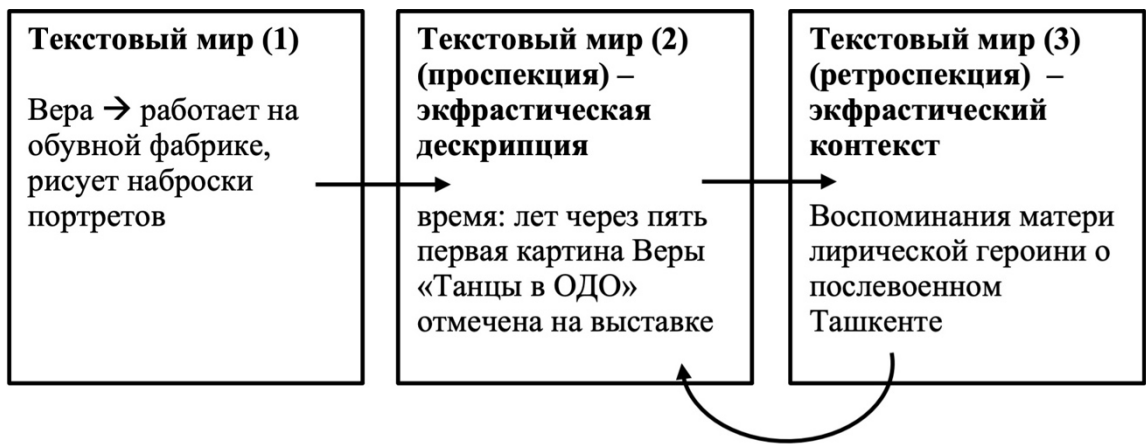 Текстовый мир (1)
Вера → работает на
обувной фабрике,
рисует наброски
портретов
Текстовый мир (2)
(проспекция) –
экфрастическая
дескрипция
время: лет через пять
первая картина Веры
«Танцы в ОДО»
отмечена на выставке
Текстовый мир (3)
(ретроспекция) –
экфрастический
контекст
Воспоминания матери
лирической героини о
послевоенном
Ташкенте